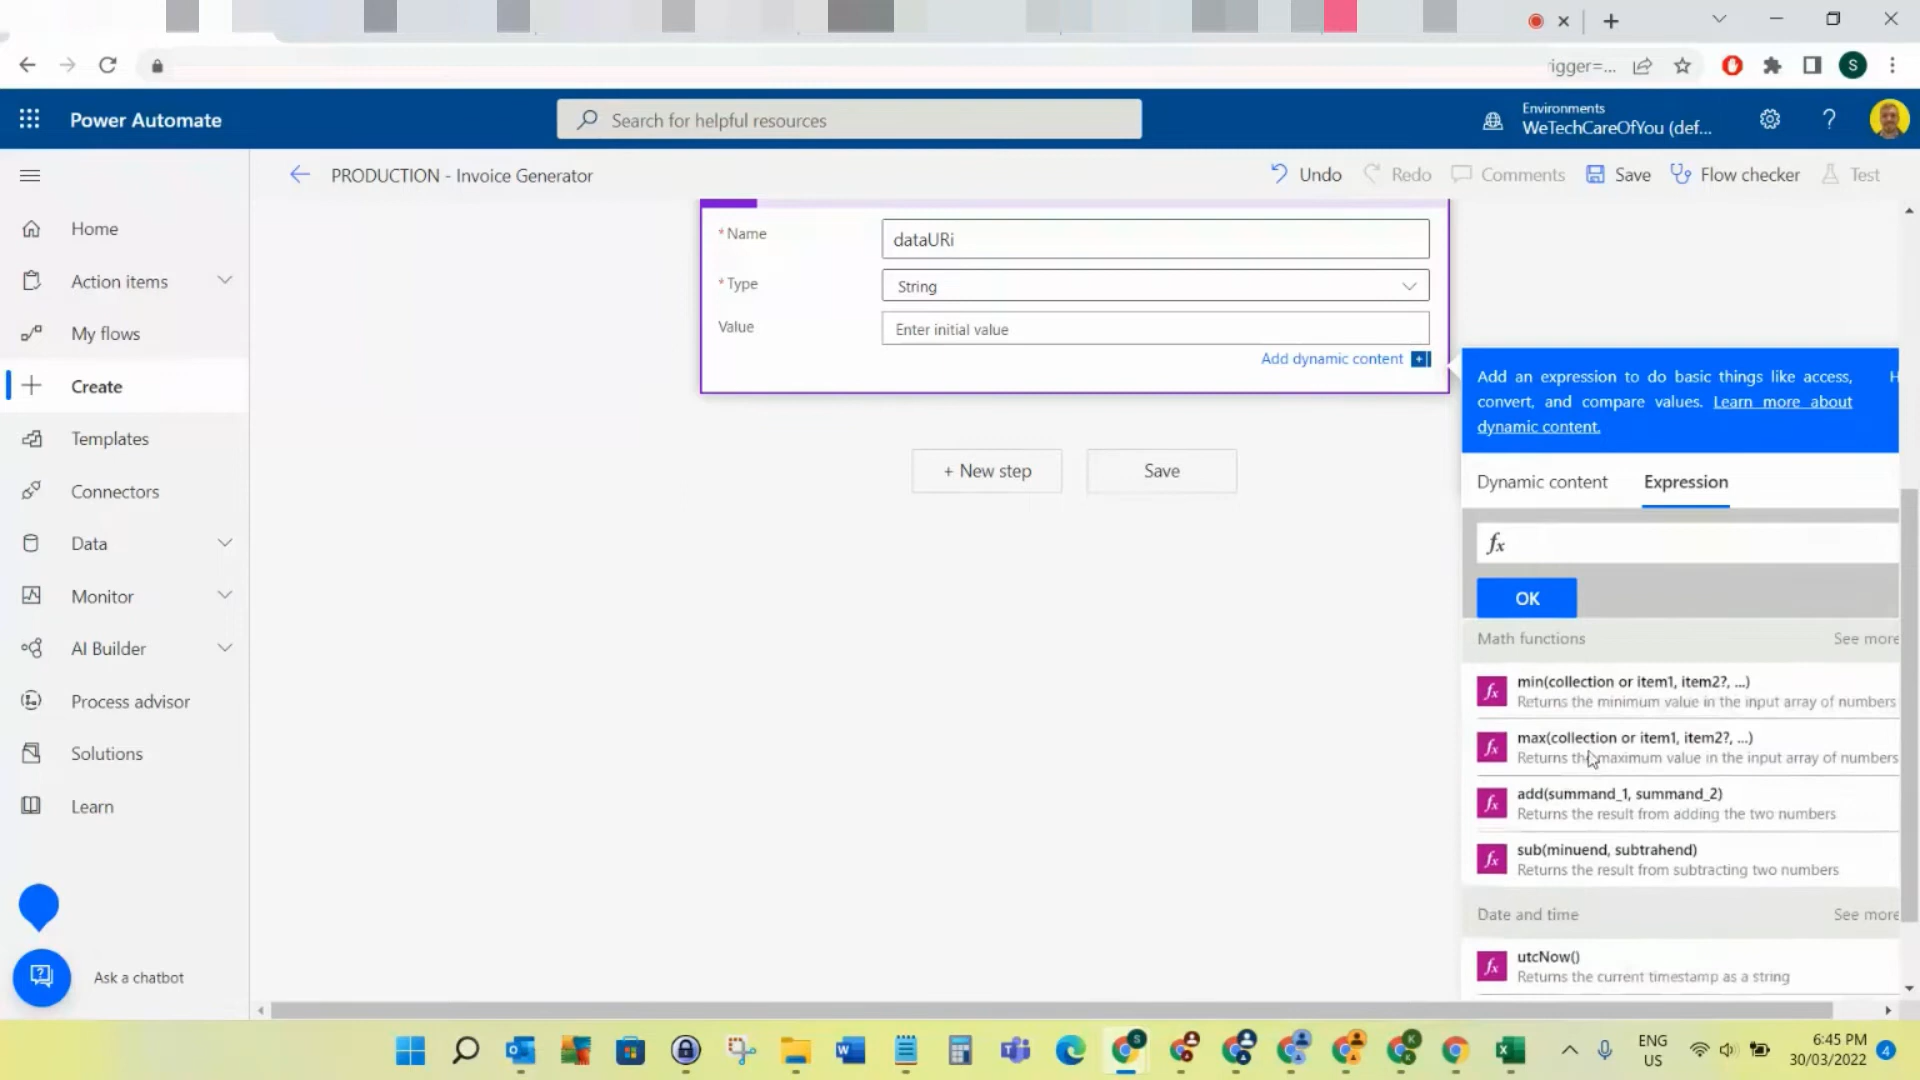 igger=...
S
Power Automate
Search for helpful resources
Environments
WeTechCareOfYou (def...
?
PRODUCTION - Invoice Generator
Undo
Redo
Comments
Save
Flow checker
Test
Home
Action items
My flows
Create
Templates
Connectors
Data
Monitor
AI Builder
Process advisor
Solutions
Learn
Ask a chatbot
* Name
dataURi
* Type
String
Value
Enter initial value
Add dynamic content
+ New step
Save
Add an expression to do basic things like access,
convert, and compare values. Learn more about
dynamic content.
Dynamic content
Expression
fx
OK
Math functions
See more
fx
min(collection or item1, item2?, ...)
Returns the minimum value in the input array of numbers
fx
max(collection or item1, item2?, ...)
Returns the maximum value in the input array of numbers
fx
add(summand_1, summand_2)
Returns the result from adding the two numbers
fx
sub(minuend, subtrahend)
Returns the result from subtracting two numbers
Date and time
See more
fx
utcNow()
Returns the current timestamp as a string
ENG
US
6:45 PM
30/03/2022
4